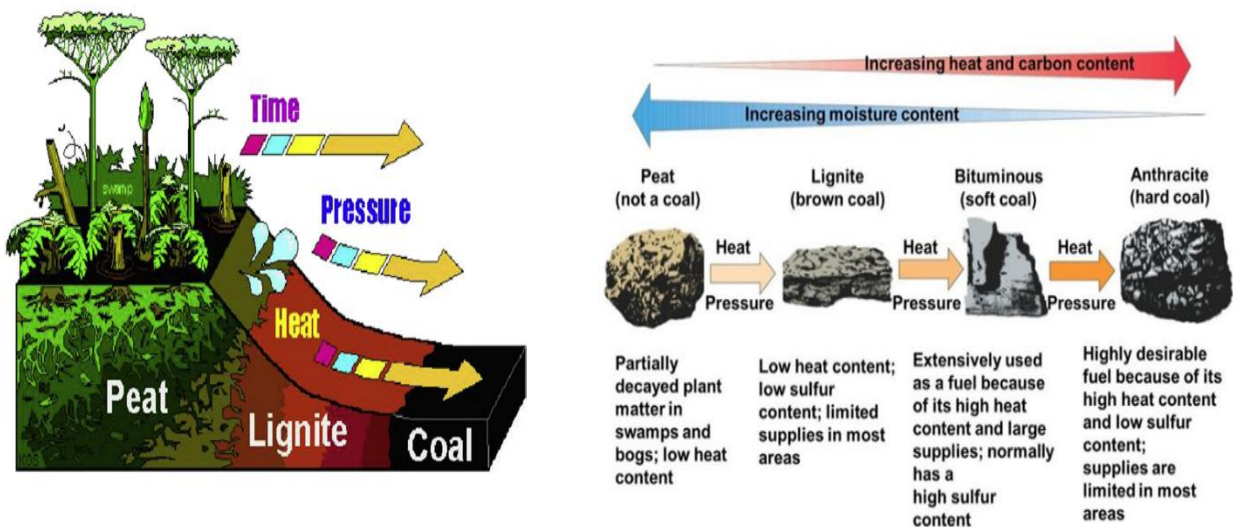 Time
swamp
Pressure
Heat
Peat
Lignite
Coal
KGS
Increasing heat and carbon content
Increasing moisture content
Peat
(not a coal)
Lignite
(brown coal)
Bituminous
(soft coal)
Anthracite
(hard coal)
Heat
Pressure
Heat
Pressure
Heat
Pressure
Partially
decayed plant
matter in
swamps and
bogs; low heat
content
Low heat content;
low sulfur
content; limited
supplies in most
areas
Extensively used
as a fuel because
of its high heat
content and large
supplies; normally
has a
high sulfur
content
Highly desirable
fuel because of its
high heat content
and low sulfur
content;
supplies are
limited in most
areas